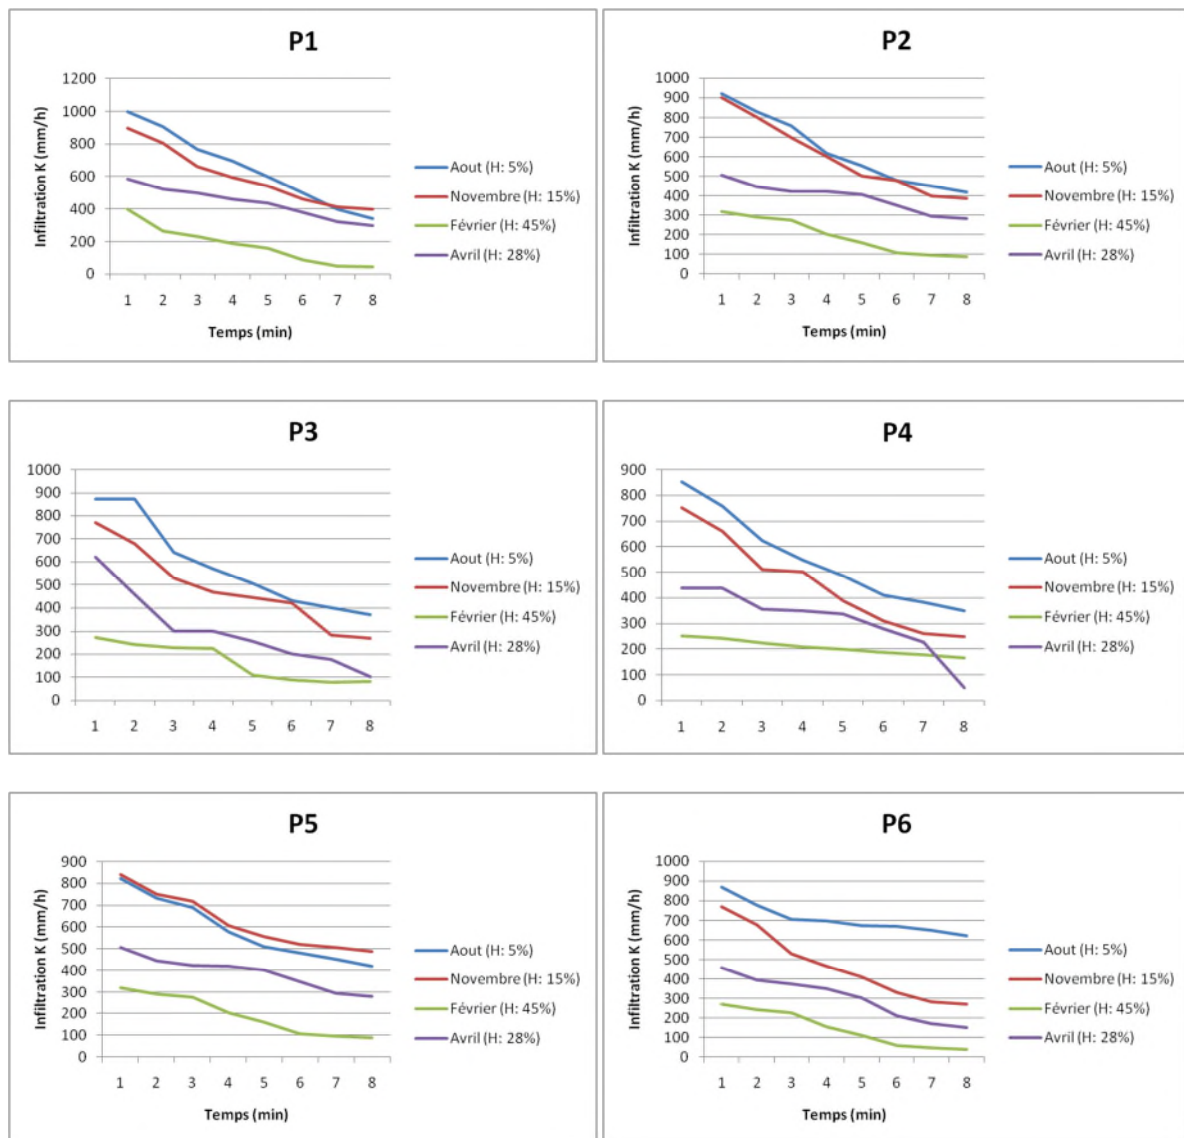 P1
1200
1000
800
600
400
200
0
Infiltration K (mm/h)
1 2 3 4 5 6 7 8
Temps (min)
Aout (H: 5%)
Novembre (H: 15%)
Février (H: 45%)
Avril (H: 28%)
P2
1000
900
800
700
600
500
400
300
200
100
0
Infiltration K (mm/h)
1 2 3 4 5 6 7 8
Temps (min)
Aout (H: 5%)
Novembre (H: 15%)
Février (H: 45%)
Avril (H: 28%)
P3
1000
900
800
700
600
500
400
300
200
100
0
1 2 3 4 5 6 7 8
Aout (H: 5%)
Novembre (H: 15%)
Février (H: 45%)
Avril (H: 28%)
P4
900
800
700
600
500
400
300
200
100
0
1 2 3 4 5 6 7 8
Aout (H: 5%)
Novembre (H: 15%)
Février (H: 45%)
Avril (H: 28%)
P5
900
800
700
600
500
400
300
200
100
0
Infiltration K (mm/h)
1 2 3 4 5 6 7 8
Temps (min)
Aout (H: 5%)
Novembre (H: 15%)
Février (H: 45%)
Avril (H: 28%)
P6
1000
900
800
700
600
500
400
300
200
100
0
Infiltration K (mm/h)
1 2 3 4 5 6 7 8
Temps (min)
Aout (H: 5%)
Novembre (H: 15%)
Février (H: 45%)
Avril (H: 28%)